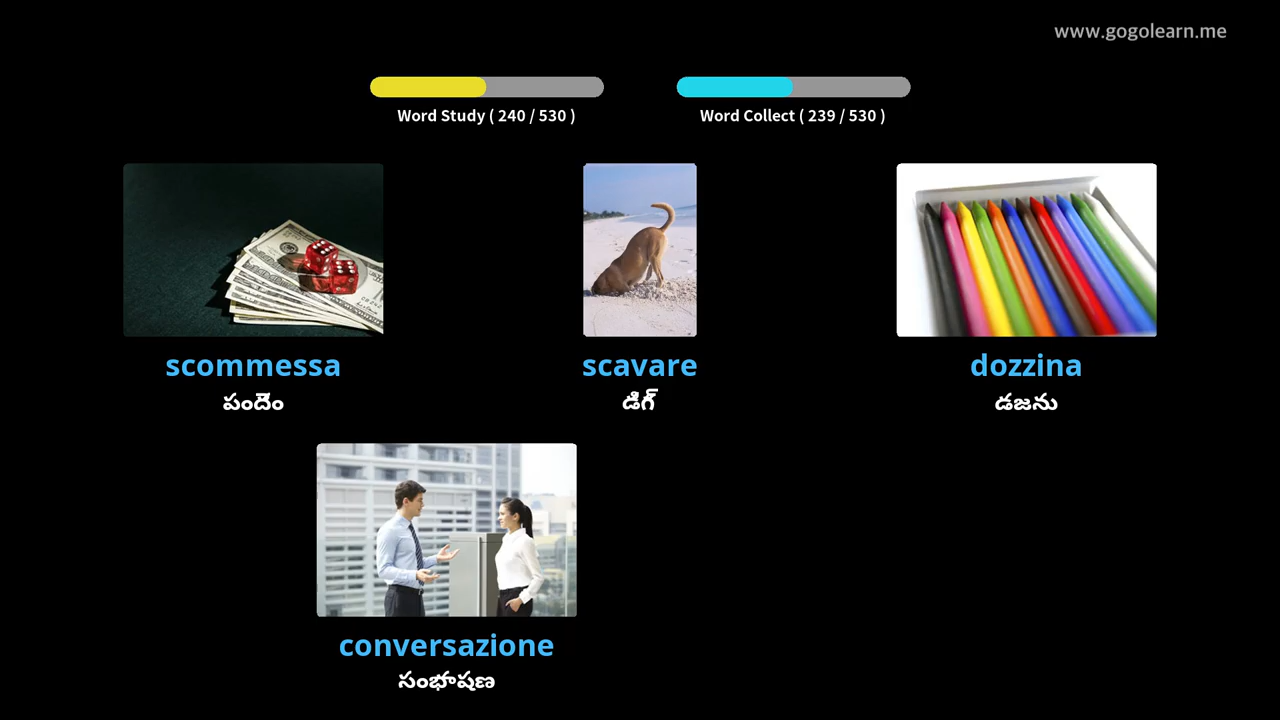 www.gogolearn.me
Word Study ( 240 / 530 )
Word Collect ( 239 / 530 )
scommessa
పందెం
scavare
డిగ్
dozzina
డజను
conversazione
సంభాషణ